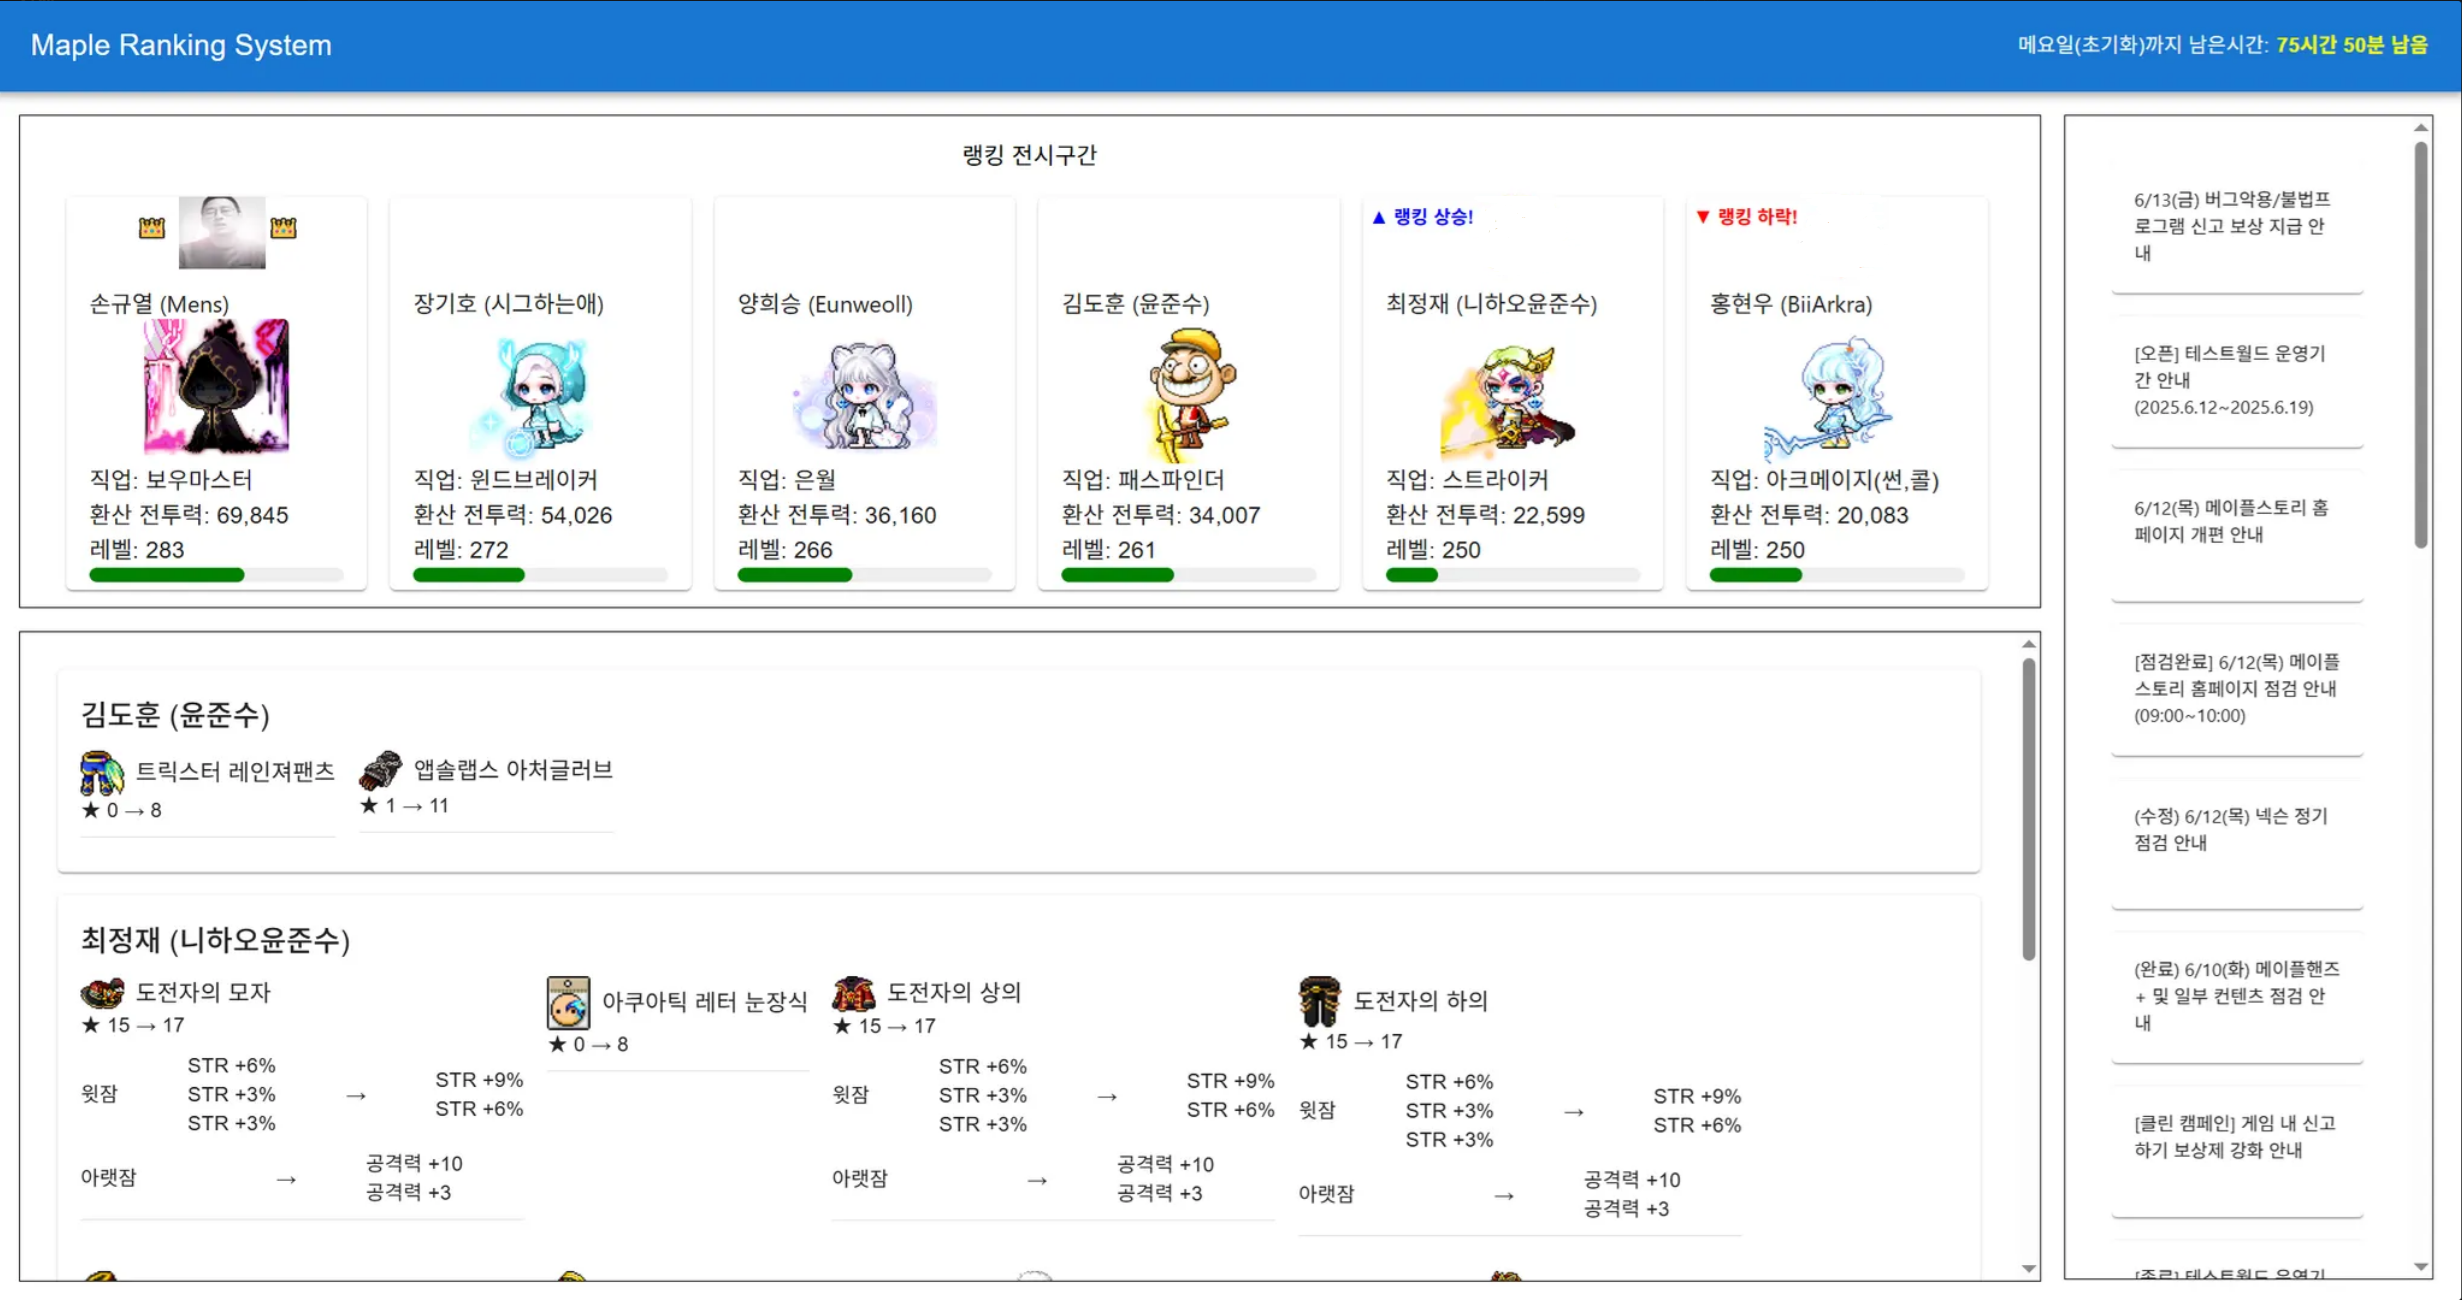 Maple Ranking System
메요일(초기화)까지 남은시간: 75시간 50분 남음
랭킹 전시구간
손규열 (Mens)
직업: 보우마스터
환산 전투력: 69,845
레벨: 283
장기호 (시그하는애)
직업: 윈드브레이커
환산 전투력: 54,026
레벨: 272
양희승 (Eunweoll)
직업: 은월
환산 전투력: 36,160
레벨: 266
김도훈 (윤준수)
직업: 패스파인더
환산 전투력: 34,007
레벨: 261
▲ 랭킹 상승!
최정재 (니하오윤준수)
직업: 스트라이커
환산 전투력: 22,599
레벨: 250
▼ 랭킹 하락!
홍현우 (BiiArkra)
직업: 아크메이지(썬,콜)
환산 전투력: 20,083
레벨: 250
김도훈 (윤준수)
트릭스터 레인져팬츠
★ 0 → 8
앱솔랩스 아처글러브
★ 1 → 11
최정재 (니하오윤준수)
도전자의 모자
★ 15 → 17
윗잠
STR +6%
STR +3%
STR +3%
→
STR +9%
STR +6%
아랫잠
→
공격력 +10
공격력 +3
아쿠아틱 레터 눈장식
★ 0 → 8
도전자의 상의
★ 15 → 17
윗잠
STR +6%
STR +3%
STR +3%
→
STR +9%
STR +6%
아랫잠
→
공격력 +10
공격력 +3
도전자의 하의
★ 15 → 17
윗잠
STR +6%
STR +3%
STR +3%
→
STR +9%
STR +6%
아랫잠
→
공격력 +10
공격력 +3
6/13(금) 버그악용/불법프
로그램 신고 보상 지급 안
내
[오픈] 테스트월드 운영기
간 안내
(2025.6.12~2025.6.19)
6/12(목) 메이플스토리 홈
페이지 개편 안내
[점검완료] 6/12(목) 메이플
스토리 홈페이지 점검 안내
(09:00~10:00)
(수정) 6/12(목) 넥슨 정기
점검 안내
(완료) 6/10(화) 메이플핸즈
+ 및 일부 컨텐츠 점검 안
내
[클린 캠페인] 게임 내 신고
하기 보상제 강화 안내
[종료] 테스트월드 운영기